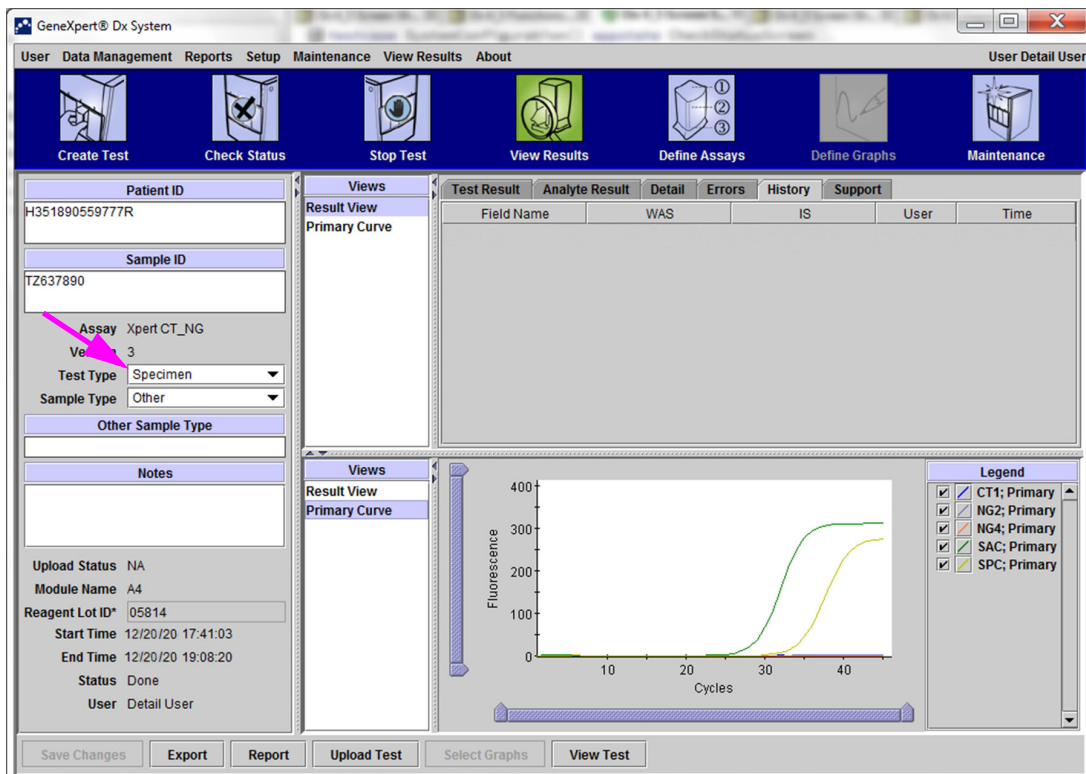 GeneXpert® Dx System
User Data Management Reports Setup Maintenance View Results About User Detail User
Create Test Check Status Stop Test View Results Define Assays Define Graphs Maintenance
Patient ID
H351890559777R
Sample ID
TZ637890
Assay Xpert CT_NG
3
Test Type Specimen
Sample Type Other
Other Sample Type
Notes
Upload Status NA
Module Name A4
Reagent Lot ID* 05814
Start Time 12/20/20 17:41:03
End Time 12/20/20 19:08:20
Status Done
User Detail User
Views
Result View
Primary Curve
Test Result Analyte Result Detail Errors History Support
Field Name WAS IS User Time
Views
Result View
Primary Curve
400
300
200
100
0
Fluorescence
10 20 30 40
Cycles
Legend
CT1; Primary
NG2; Primary
NG4; Primary
SAC; Primary
SPC; Primary
Save Changes Export Report Upload Test Select Graphs View Test